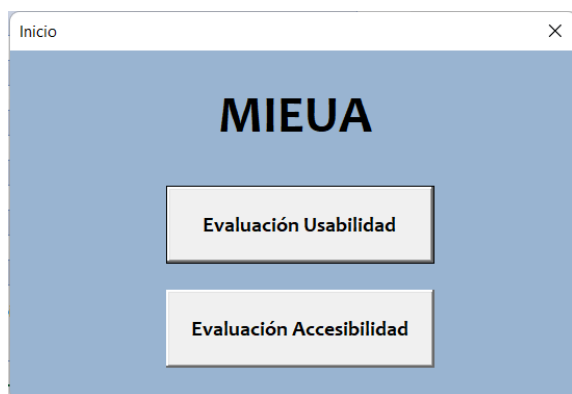 Inicio
MIEUA
Evaluación Usabilidad
Evaluación Accesibilidad